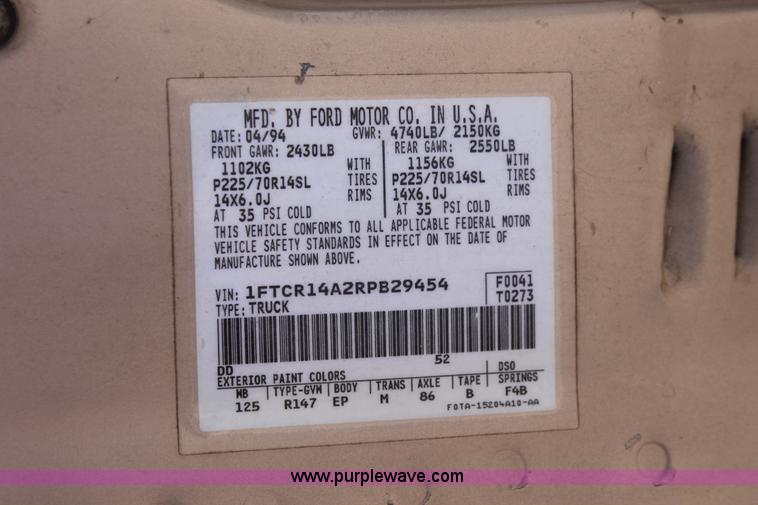 MFD. BY FORD MOTOR CO. IN U.S.A.
DATE: 04/94 GVWR: 4740LB/ 2150KG
FRONT GAWR: 2430LB REAR GAWR: 2550LB
1102KG WITH 1156KG WITH
P225/70R14SL TIRES P225/70R14SL TIRES
14X6.0J RIMS 14X6.0J RIMS
AT 35 PSI COLD AT 35 PSI COLD
THIS VEHICLE CONFORMS TO ALL APPLICABLE FEDERAL MOTOR
VEHICLE SAFETY STANDARDS IN EFFECT ON THE DATE OF
MANUFACTURE SHOWN ABOVE.
VIN: 1FTCR14A2RPB29454 F0041
TYPE: TRUCK T0273
DD 52
EXTERIOR PAINT COLORS DSO
WB TYPE-GVM BODY TRANS AXLE TAPE SPRINGS
125 R147 EP M 86 B F4B
F0TA-15204A10-AA
www.purplewave.com